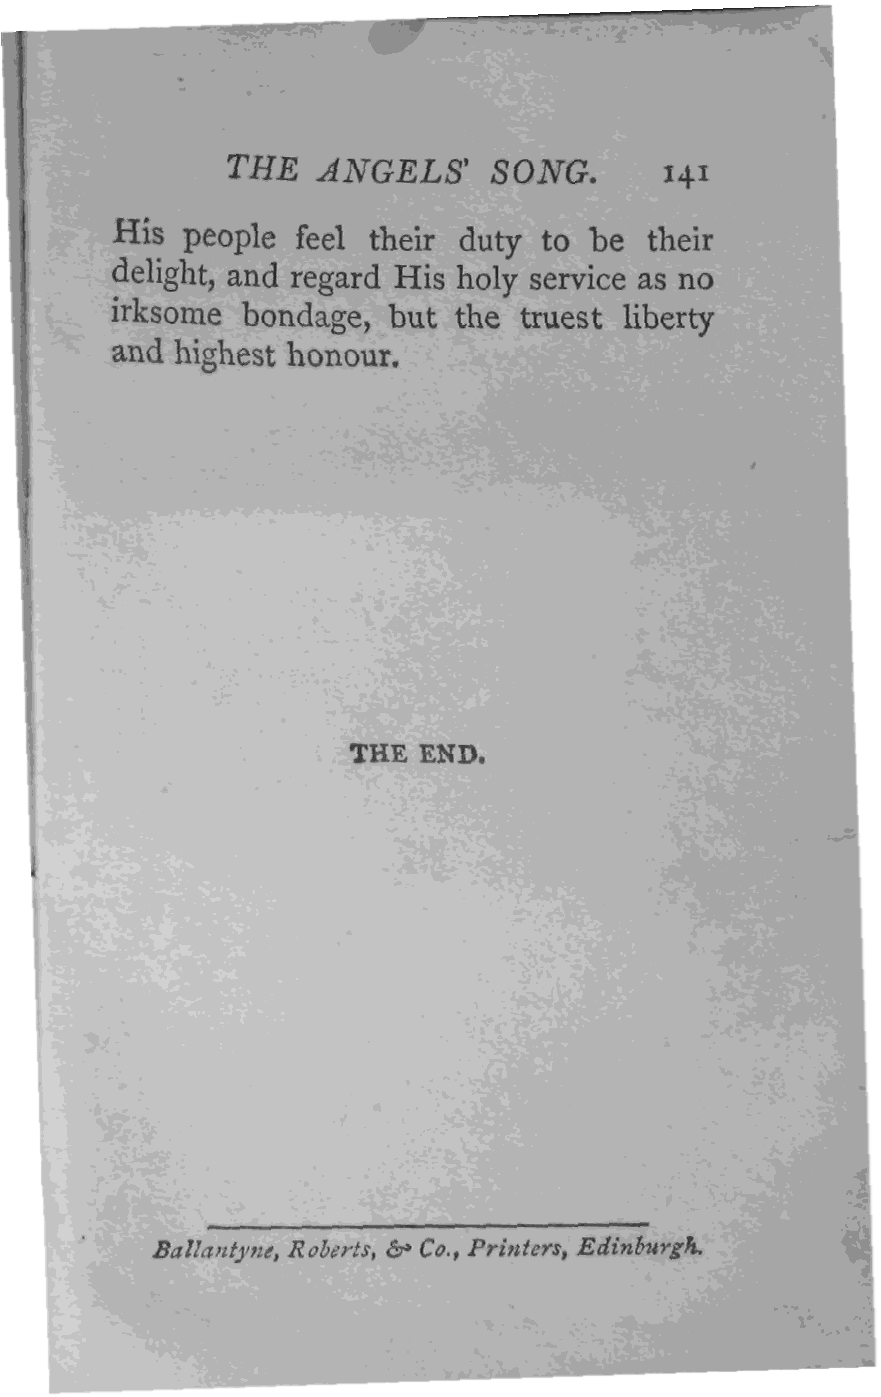 THE ANGELS' SONG. 141
His people feel their duty to be their
delight, and regard His holy service as no
irksome bondage, but the truest liberty
and highest honour.
THE END.
Ballantyne, Roberts, & Co., Printers, Edinburgh.